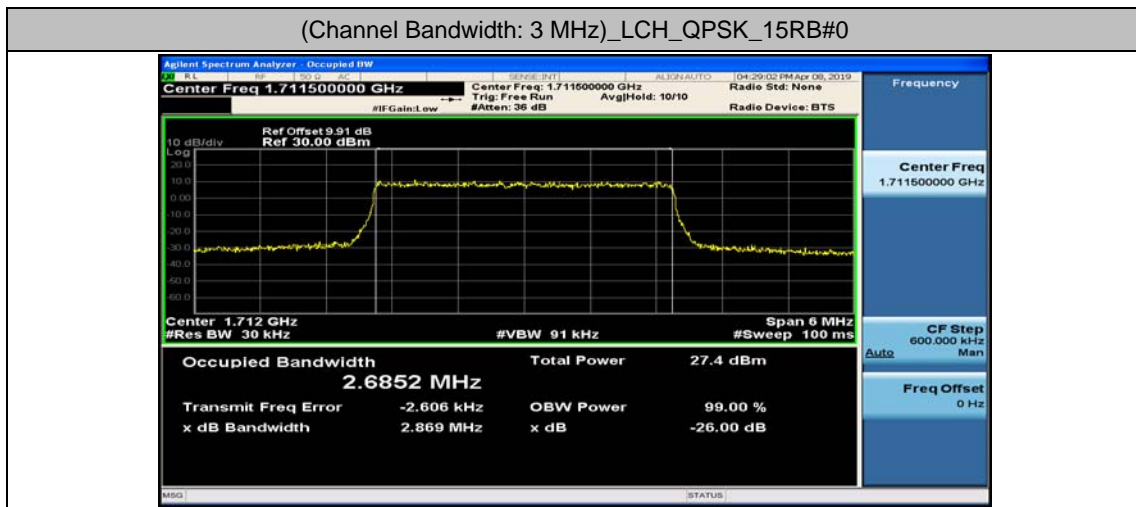 (Channel Bandwidth: 3 MHz)_LCH_QPSK_15RB#0
Agilent Spectrum Analyzer - Occupied BW
RL RF 50 Ω AC SENSE:INT ALIGN AUTO 04:29:02 PM Apr 08, 2019
Center Freq 1.711500000 GHz
Center Freq: 1.711500000 GHz
Radio Std: None
Trig: Free Run Avg|Hold: 10/10
#IFGain:Low #Atten: 36 dB Radio Device: BTS
Ref Offset 9.91 dB
10 dB/div Ref 30.00 dBm
Log
20.0
10.0
0.00
-10.0
-20.0
-30.0
-40.0
-50.0
-60.0
Center 1.712 GHz Span 6 MHz
#Res BW 30 kHz #VBW 91 kHz #Sweep 100 ms
Occupied Bandwidth Total Power 27.4 dBm
2.6852 MHz
Transmit Freq Error -2.606 kHz OBW Power 99.00 %
x dB Bandwidth 2.869 MHz x dB -26.00 dB
MSG STATUS
Frequency
Center Freq
1.711500000 GHz
CF Step
600.000 kHz
Auto Man
Freq Offset
0 Hz